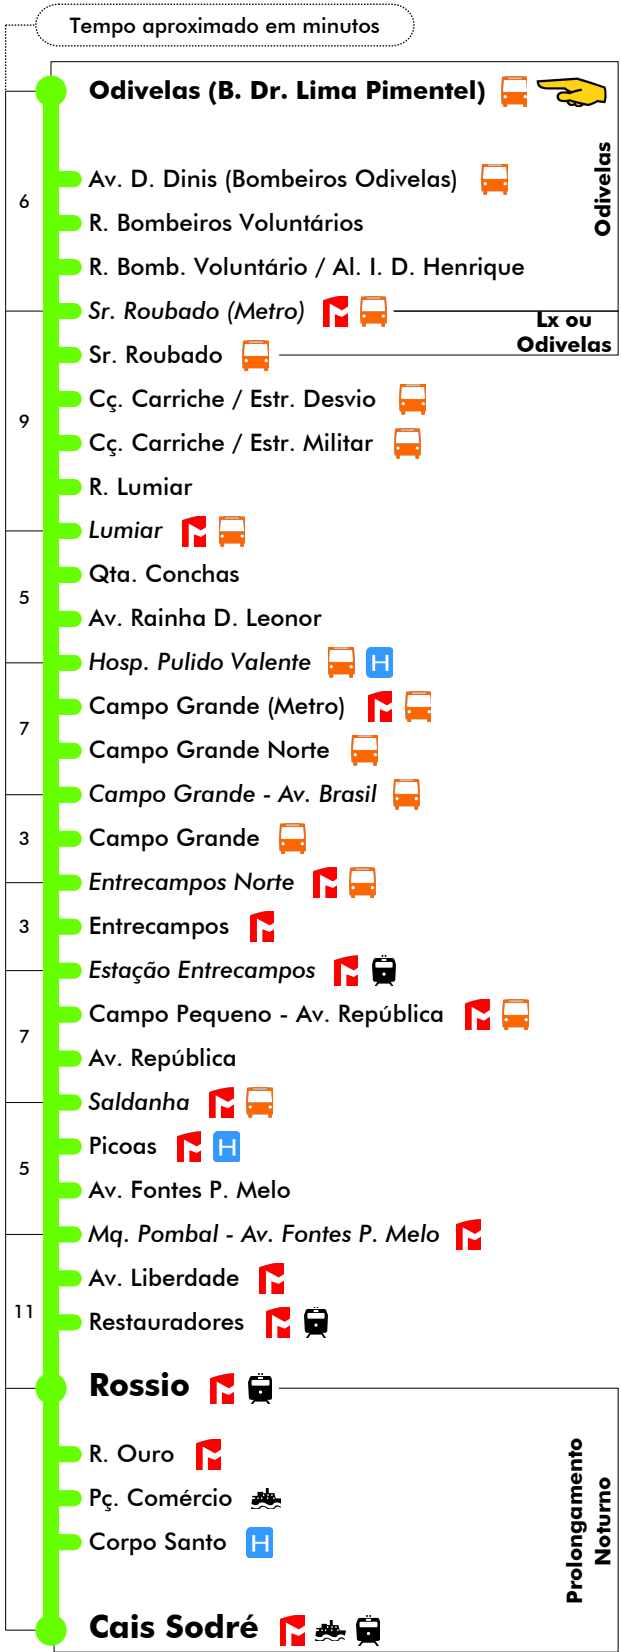 Tempo aproximado em minutos
Odivelas (B. Dr. Lima Pimentel)
Odivelas
6
Av. D. Dinis (Bombeiros Odivelas)
R. Bombeiros Voluntários
R. Bomb. Voluntário / Al. I. D. Henrique
Sr. Roubado (Metro)
Lx ou
Odivelas
Sr. Roubado
9
Cç. Carriche / Estr. Desvio
Cç. Carriche / Estr. Militar
R. Lumiar
Lumiar
5
Qta. Conchas
Av. Rainha D. Leonor
Hosp. Pulido Valente H
7
Campo Grande (Metro)
Campo Grande Norte
Campo Grande - Av. Brasil
3
Campo Grande
Entrecampos Norte
3
Entrecampos
Estação Entrecampos
7
Campo Pequeno - Av. República
Av. República
Saldanha
5
Picoas H
Av. Fontes P. Melo
Mq. Pombal - Av. Fontes P. Melo
11
Av. Liberdade
Restauradores
Rossio
R. Ouro
Pç. Comércio
Corpo Santo H
Prolongamento
Noturno
Cais Sodré